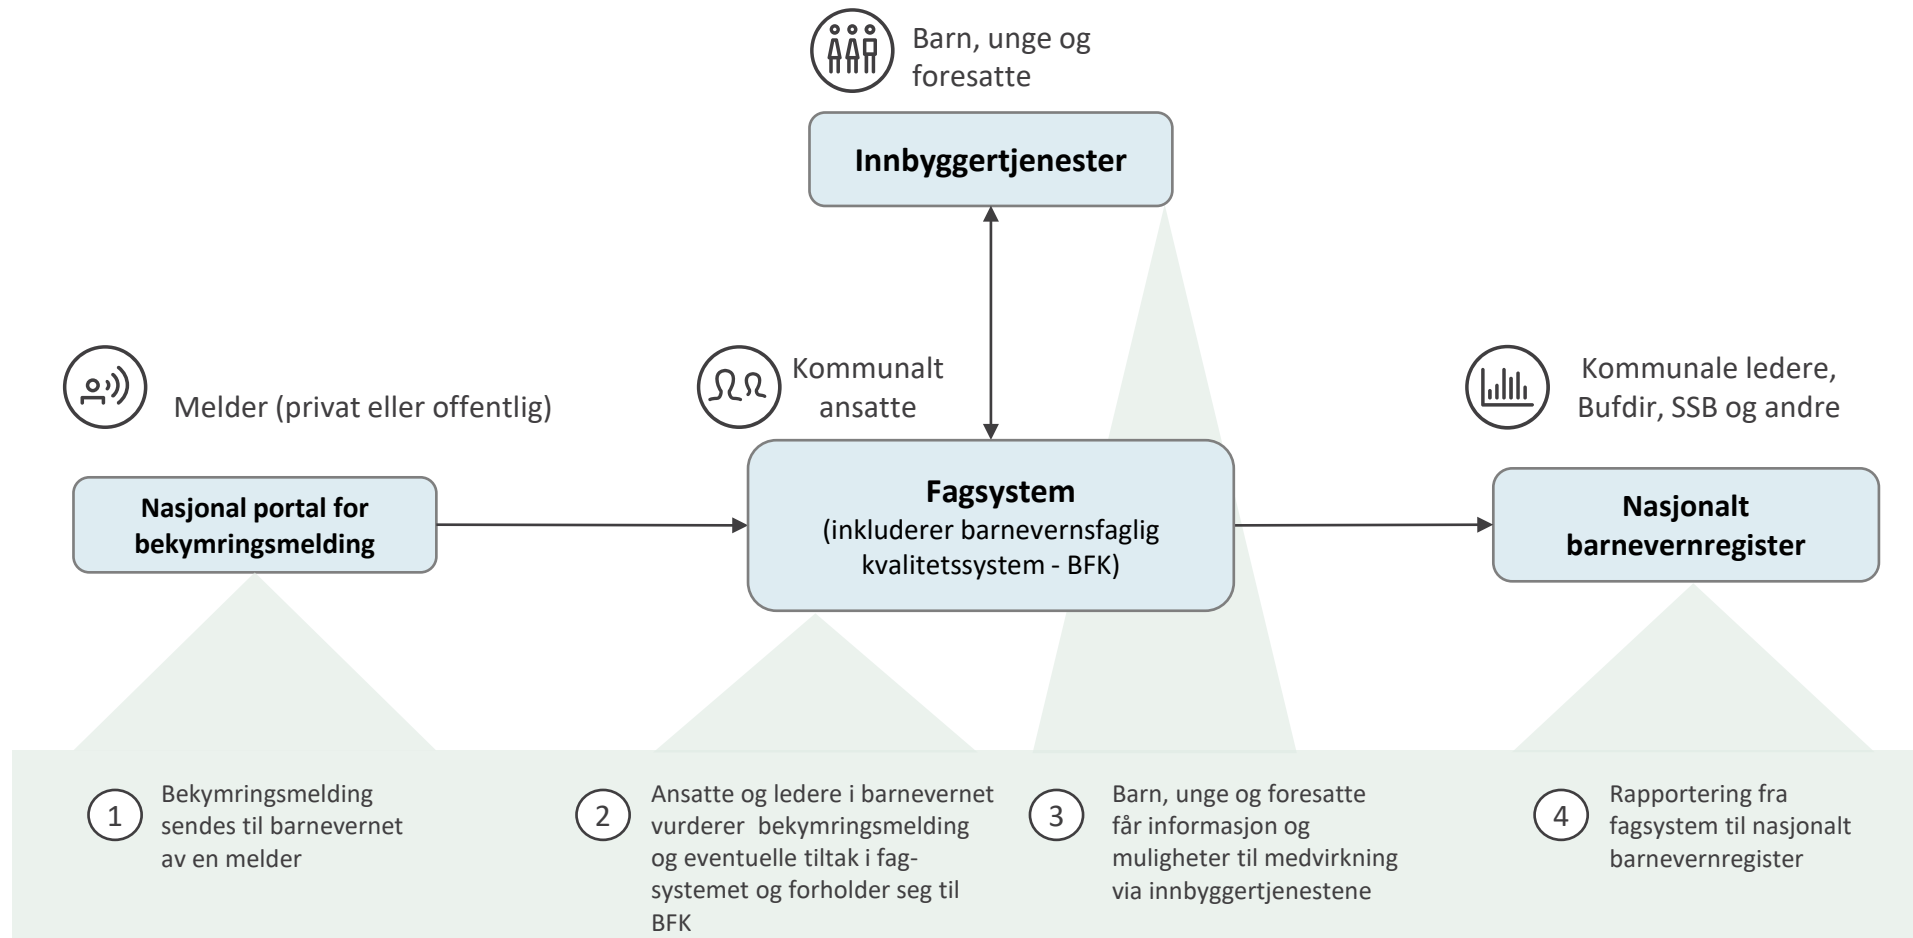 Barn, unge og
foresatte
Innbyggertjenester
Melder (privat eller offentlig)
Nasjonal portal for
bekymringsmelding
Kommunalt
ansatte
Fagsystem
(inkluderer barnevernsfaglig
kvalitetssystem - BFK)
Kommunale ledere,
Bufdir, SSB og andre
Nasjonalt
barnevernregister
1
Bekymringsmelding
sendes til barnevernet
av en melder
2
Ansatte og ledere i barnevernet
vurderer  bekymringsmelding
og eventuelle tiltak i fag-
systemet og forholder seg til
BFK
3
Barn, unge og foresatte
får informasjon og
muligheter til medvirkning
via innbyggertjenestene
4
Rapportering fra
fagsystem til nasjonalt
barnevernregister